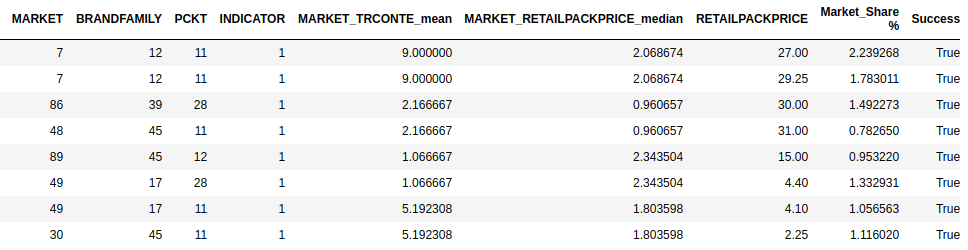 MARKET BRANDFAMILY PCKT INDICATOR MARKET_TRCONTE_mean MARKET_RETAILPACKPRICE_median RETAILPACKPRICE Market_Share % Success
7 12 11 1 9.000000 2.068674 27.00 2.239268 True
7 12 11 1 9.000000 2.068674 29.25 1.783011 True
86 39 28 1 2.166667 0.960657 30.00 1.492273 True
48 45 11 1 2.166667 0.960657 31.00 0.782650 True
89 45 12 1 1.066667 2.343504 15.00 0.953220 True
49 17 28 1 1.066667 2.343504 4.40 1.332931 True
49 17 11 1 5.192308 1.803598 4.10 1.056563 True
30 45 11 1 5.192308 1.803598 2.25 1.116020 True